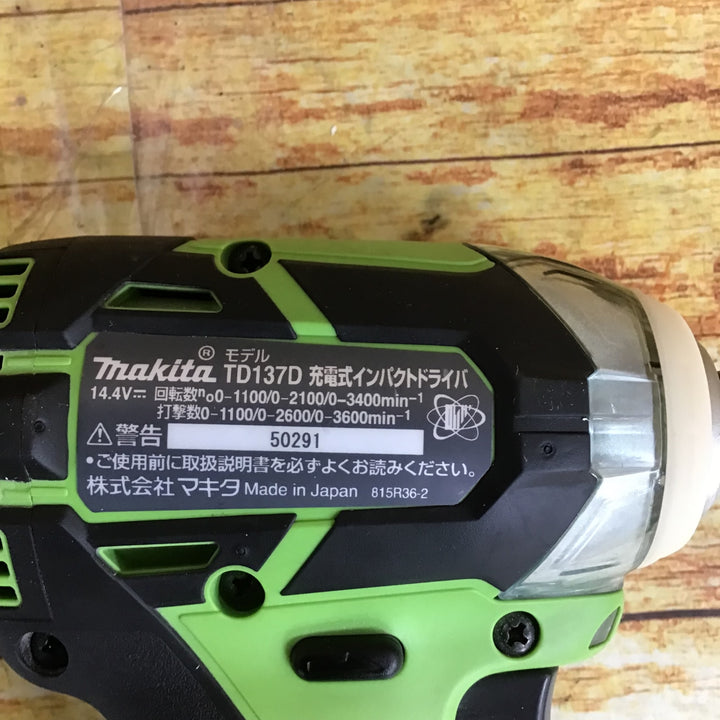 makita® モデル TD137D 充電式インパクトドライバ
14.4V⎓ 回転数n₀0-1100/0-2100/0-3400min⁻¹
打撃数0-1100/0-2600/0-3600min⁻¹
⚠警告 50291
•ご使用前に取扱説明書を必ずよくお読みください。
株式会社マキタ Made in Japan 815R36-2